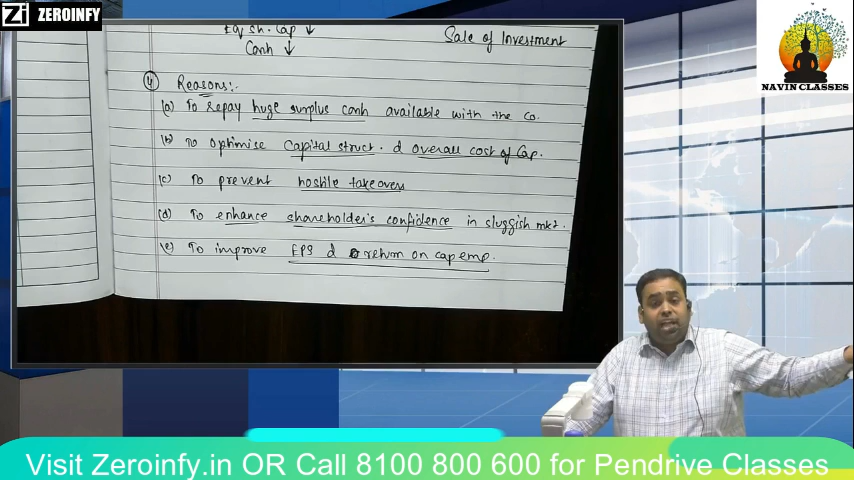 Zi ZEROINFY
Eq sh. Cap ↓
Cash ↓
Sale of Investment
④ Reasons:-
(a) To repay huge surplus cash available with the co.
(b) To optimise capital struct. & overall cost of Cap.
(c) To prevent hostile takeovers
(d) To enhance shareholder's confidence in sluggish mkt.
(e) To improve EPS & return on cap emp.
NAVIN CLASSES
Visit Zeroinfy.in OR Call 8100 800 600 for Pendrive Classes